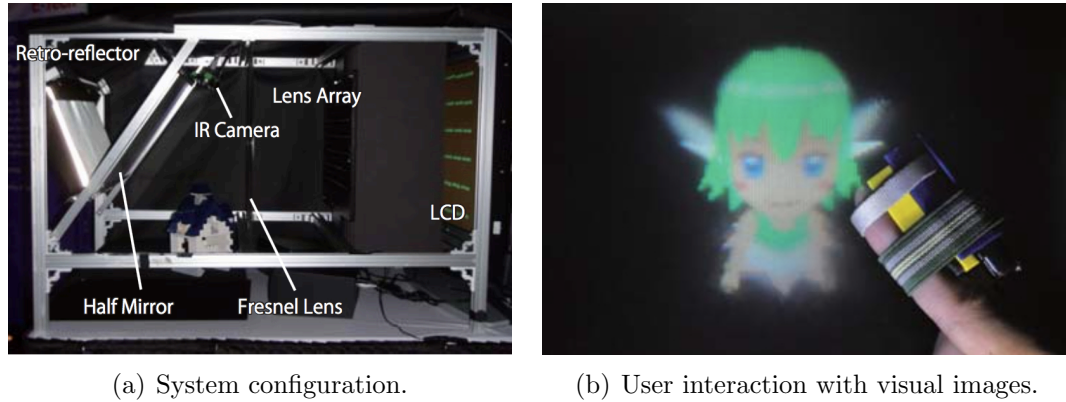 Retro-reflector
Lens Array
IR Camera
LCD
Half Mirror
Fresnel Lens
(a) System configuration.
(b) User interaction with visual images.